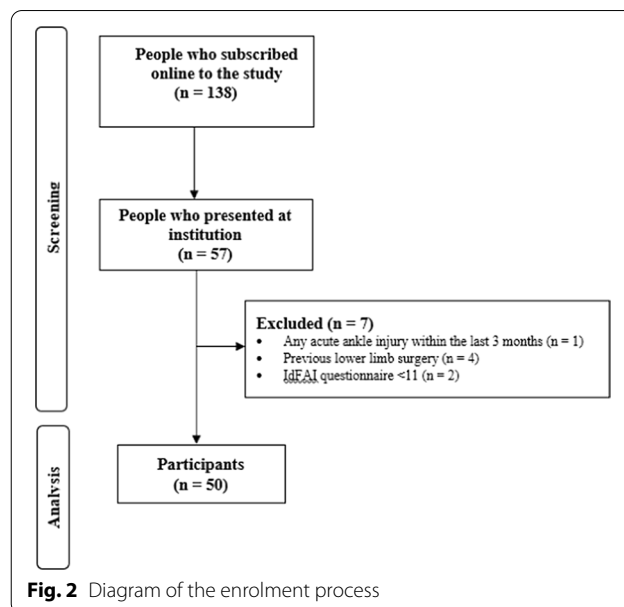 People who subscribed
online to the study
(n = 138)
Screening
People who presented at
institution
(n = 57)
Excluded (n = 7)
• Any acute ankle injury within the last 3 months (n = 1)
• Previous lower limb surgery (n = 4)
• IdFAI questionnaire <11 (n = 2)
Participants
(n = 50)
Analysis
Fig. 2 Diagram of the enrolment process